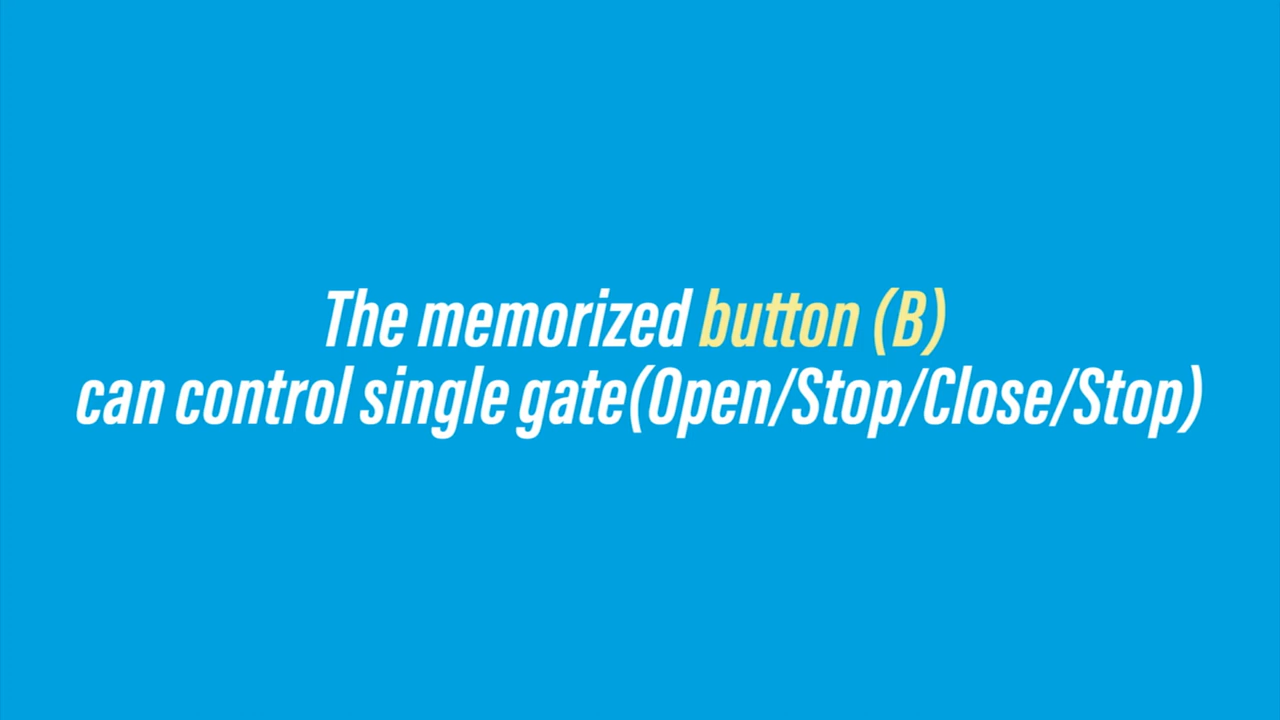 The memorized button (B)
can control single gate(Open/Stop/Close/Stop)